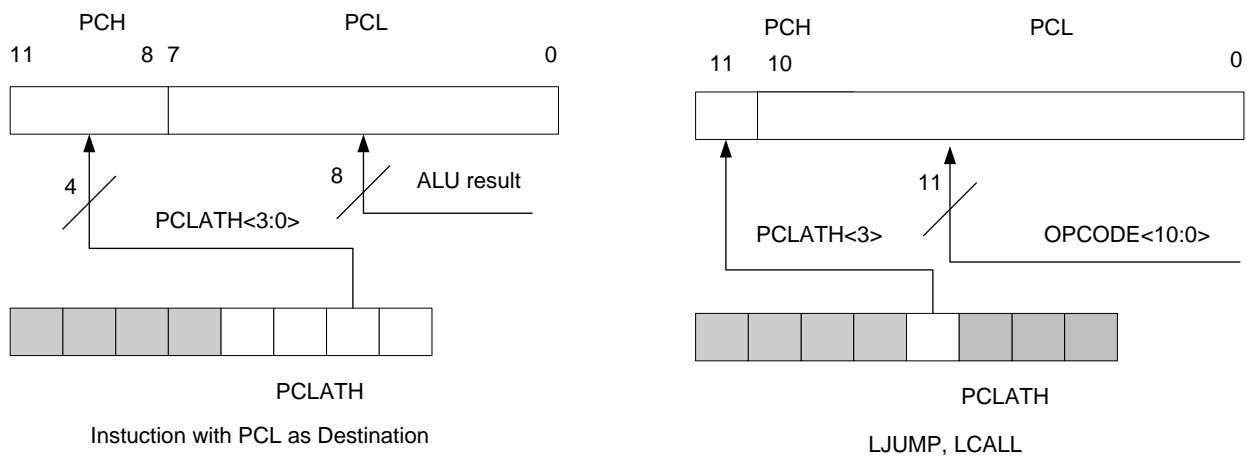 PCH PCL
11 8 7 0
4
8
ALU result
PCLATH<3:0>
PCLATH
Instuction with PCL as Destination
PCH PCL
11 10 0
11
PCLATH<3>
OPCODE<10:0>
PCLATH
LJUMP, LCALL